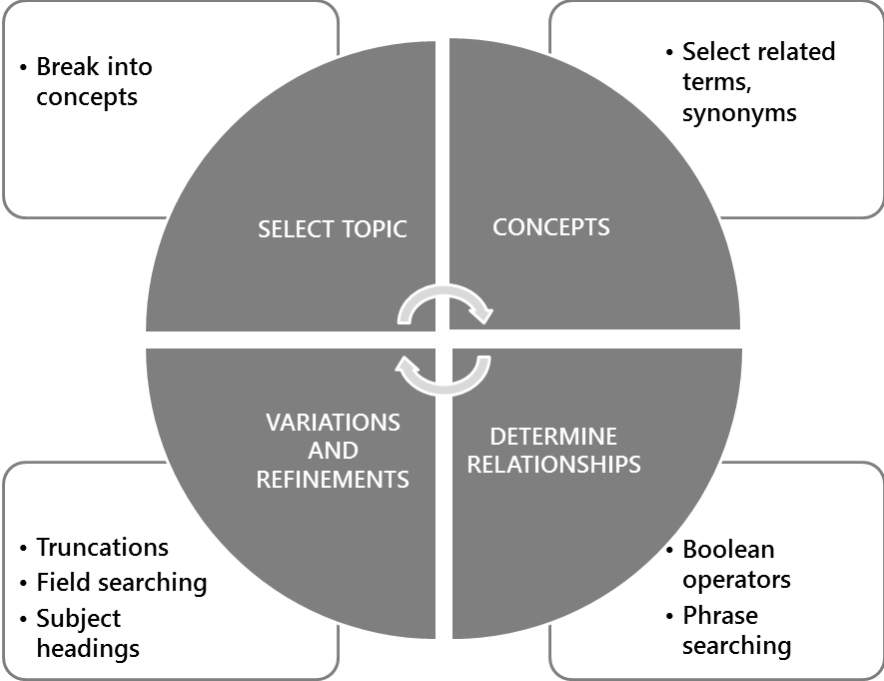 • Break into
concepts
• Select related
terms,
synonyms
SELECT TOPIC
CONCEPTS
VARIATIONS
AND
REFINEMENTS
DETERMINE
RELATIONSHIPS
• Truncations
• Field searching
• Subject
headings
• Boolean
operators
• Phrase
searching